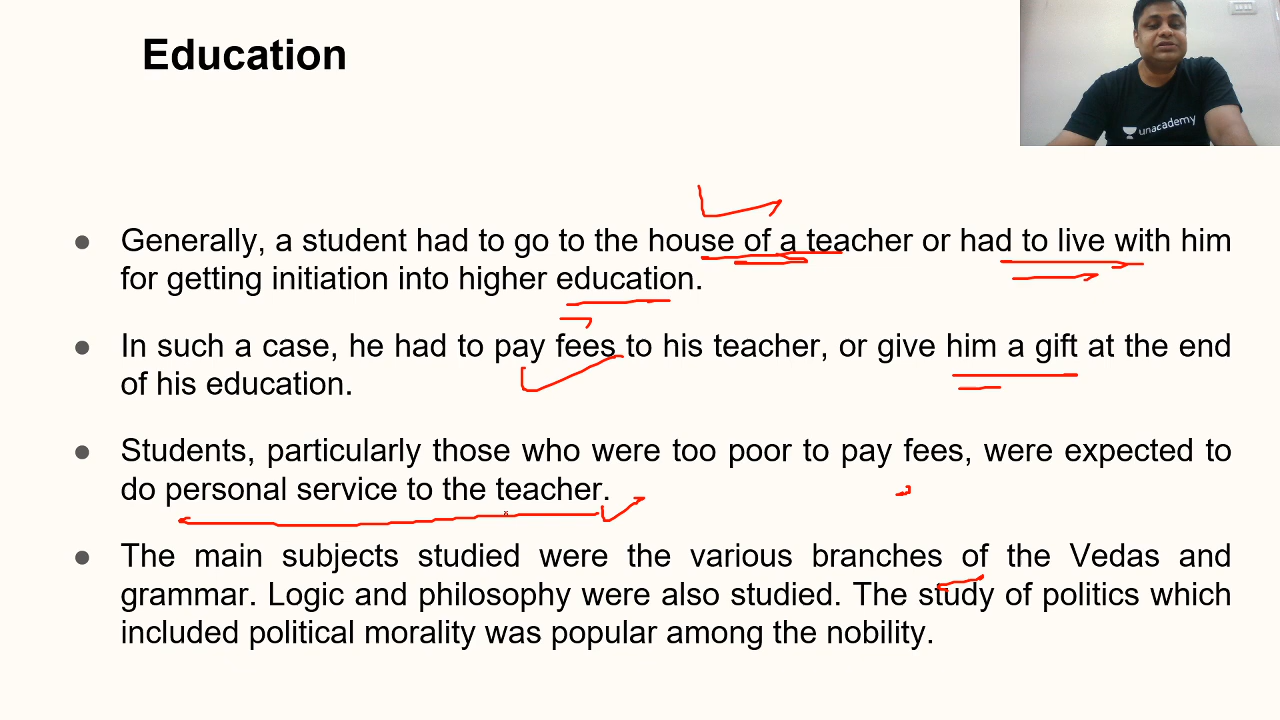 Education
unacademy
Generally, a student had to go to the house of a teacher or had to live with him
for getting initiation into higher education.
In such a case, he had to pay fees to his teacher, or give him a gift at the end
of his education.
Students, particularly those who were too poor to pay fees, were expected to
do personal service to the teacher.
The main subjects studied were the various branches of the Vedas and
grammar. Logic and philosophy were also studied. The study of politics which
included political morality was popular among the nobility.